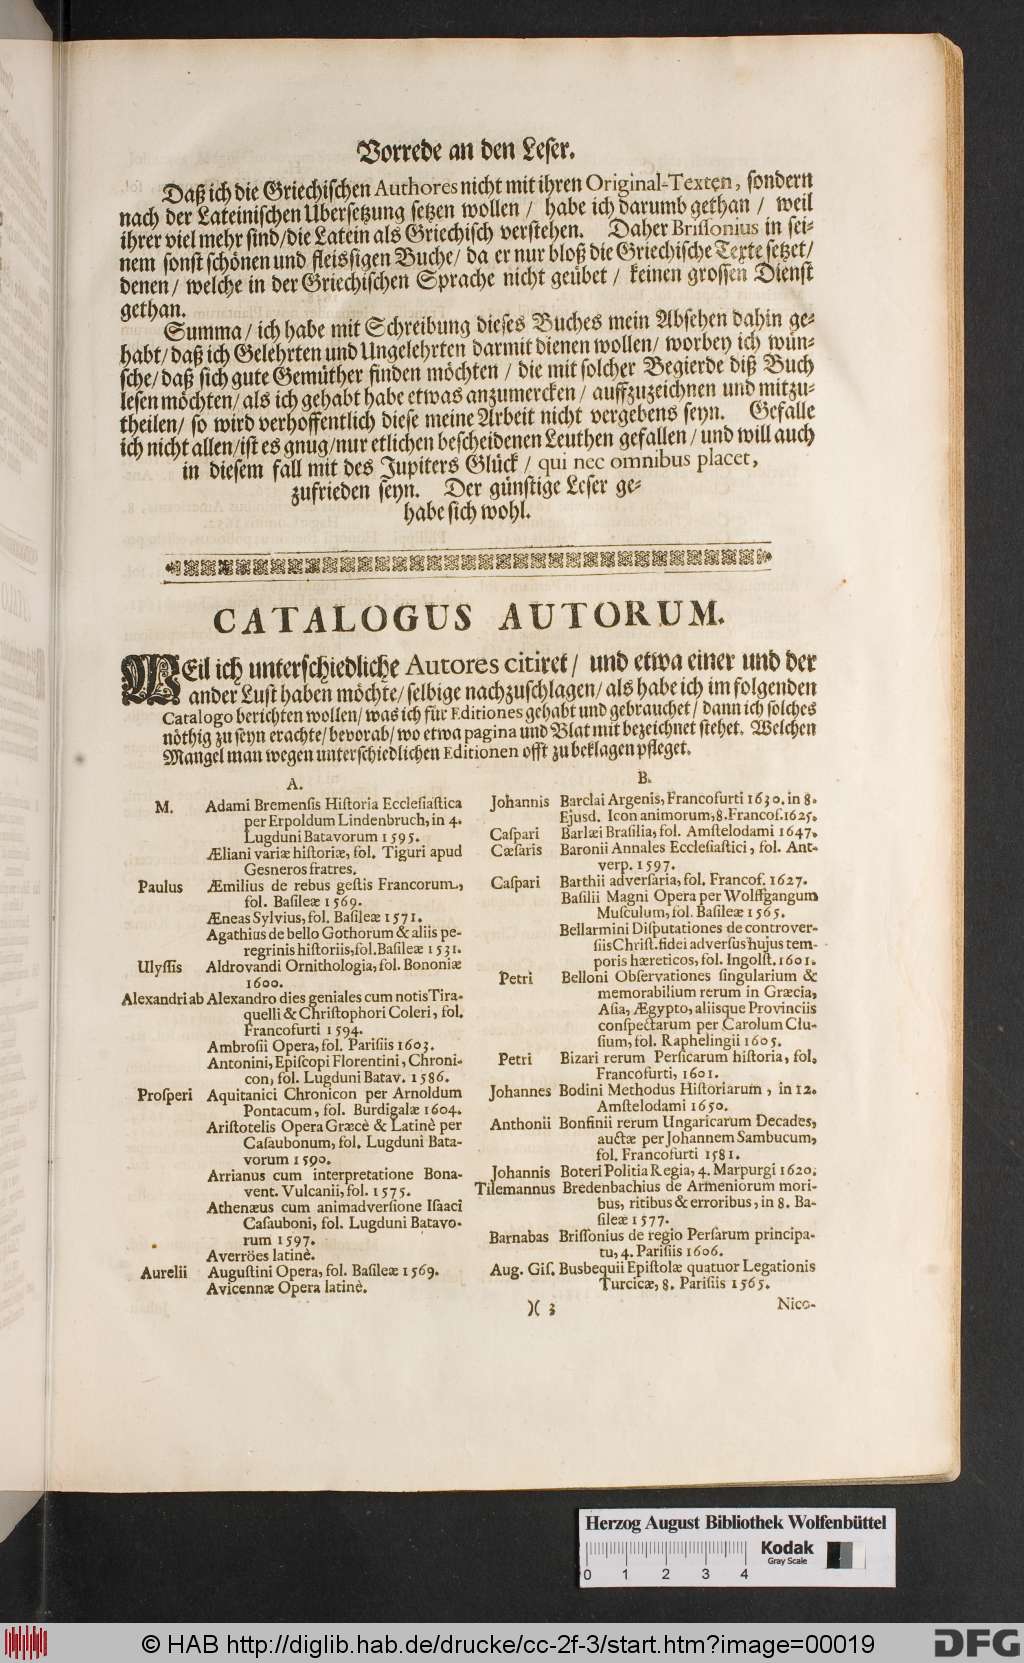 Vorrede an den Leser.
Daß ich die Griechischen Authores nicht mit ihren Original-Texten, sondern
nach der Lateinischen Ubersetzung setzen wollen / habe ich darumb gethan / weil
ihrer viel mehr sind/die Latein als Griechisch verstehen. Daher Brissonius in sei-
nem sonst schönen und fleissigen Buche/ da er nur bloß die Griechische Texte setzet/
denen / welche in der Griechischen Sprache nicht geübet / keinen grossen Dienst
gethan.
Summa / ich habe mit Schreibung dieses Buches mein Absehen dahin ge-
habt/ daß ich Gelehrten und Ungelehrten darmit dienen wollen/ worbey ich wün-
sche/ daß sich gute Gemüther finden möchten / die mit solcher Begierde diß Buch
lesen möchten/ als ich gehabt habe etwas anzumercken / auffzuzeichnen und mitzu-
theilen/ so wird verhoffentlich diese meine Arbeit nicht vergebens seyn. Gefalle
ich nicht allen/ist es gnug/nur etlichen bescheidenen Leuthen gefallen / und will auch
in diesem fall mit des Jupiters Glück / qui nec omnibus placet,
zufrieden seyn. Der günstige Leser ge-
habe sich wohl.
CATALOGUS AUTORUM.
WEil ich unterschiedliche Autores citiret / und etwa einer und der
ander Lust haben möchte/ selbige nachzuschlagen/ als habe ich im folgenden
Catalogo berichten wollen/ was ich für Editiones gehabt und gebrauchet/ dann ich solches
nöthig zu seyn erachte/ bevorab/ wo etwa pagina und Blat mit bezeichnet stehet. Welchen
Mangel man wegen unterschiedlichen Editionen offt zu beklagen pfleget.
A.
M. Adami Bremensis Historia Ecclesiastica
per Erpoldum Lindenbruch, in 4.
Lugduni Batavorum 1595.
Æliani variæ historiæ, fol. Tiguri apud
Gesneros fratres.
Paulus Æmilius de rebus gestis Francorum,
fol. Basileæ 1569.
Æneas Sylvius, fol. Basileæ 1571.
Agathius de bello Gothorum & aliis pe-
regrinis historiis, fol. Basileæ 1531.
Ulyssis Aldrovandi Ornithologia, fol. Bononiæ
1600.
Alexandri ab Alexandro dies geniales cum notis Tira-
quelli & Christophori Coleri, fol.
Francofurti 1594.
Ambrosii Opera, fol. Parisiis 1603.
Antonini, Episcopi Florentini, Chroni-
con, fol. Lugduni Batav. 1586.
Prosperi Aquitanici Chronicon per Arnoldum
Pontacum, fol. Burdigalæ 1604.
Aristotelis Opera Græcè & Latinè per
Casaubonum, fol. Lugduni Bata-
vorum 1590.
Arrianus cum interpretatione Bona-
vent. Vulcanii, fol. 1575.
Athenæus cum animadversione Isaaci
Casauboni, fol. Lugduni Batavo-
rum 1597.
Averröes latinè.
Aurelii Augustini Opera, fol. Basileæ 1569.
Avicennæ Opera latinè.
B.
Johannis Barclai Argenis, Francofurti 1630. in 8.
Ejusd. Icon animorum, 8. Francof. 1625.
Caspari Barlæi Brasilia, fol. Amstelodami 1647.
Cæsaris Baronii Annales Ecclesiastici, fol. Ant-
verp. 1597.
Caspari Barthii adversaria, fol. Francof. 1627.
Basilii Magni Opera per Wolffgangum
Musculum, fol. Basileæ 1565.
Bellarmini Disputationes de controver-
siis Christ. fidei adversus hujus tem-
poris hæreticos, fol. Ingolst. 1601.
Petri Belloni Observationes singularium &
memorabilium rerum in Græcia,
Asia, Ægypto, aliisque Provinciis
conspectarum per Carolum Clu-
sium, fol. Raphelingii 1605.
Petri Bizari rerum Persicarum historia, fol.
Francofurti, 1601.
Johannes Bodini Methodus Historiarum, in 12.
Amstelodami 1650.
Anthonii Bonfinii rerum Ungaricarum Decades,
auctæ per Johannem Sambucum,
fol. Francofurti 1581.
Johannis Boteri Politia Regia, 4. Marpurgi 1620.
Tilemannus Bredenbachius de Armeniorum mori-
bus, ritibus & erroribus, in 8. Ba-
sileæ 1577.
Barnabas Brissonius de regio Persarum principa-
tu, 4. Parisiis 1606.
Aug. Gis. Busbequii Epistolæ quatuor Legationis
Turcicæ, 8. Parisiis 1565.
)( 3
Nico-
Herzog August Bibliothek Wolfenbüttel
0 1 2 3 4
Kodak
Gray Scale
© HAB http://diglib.hab.de/drucke/cc-2f-3/start.htm?image=00019
DFG